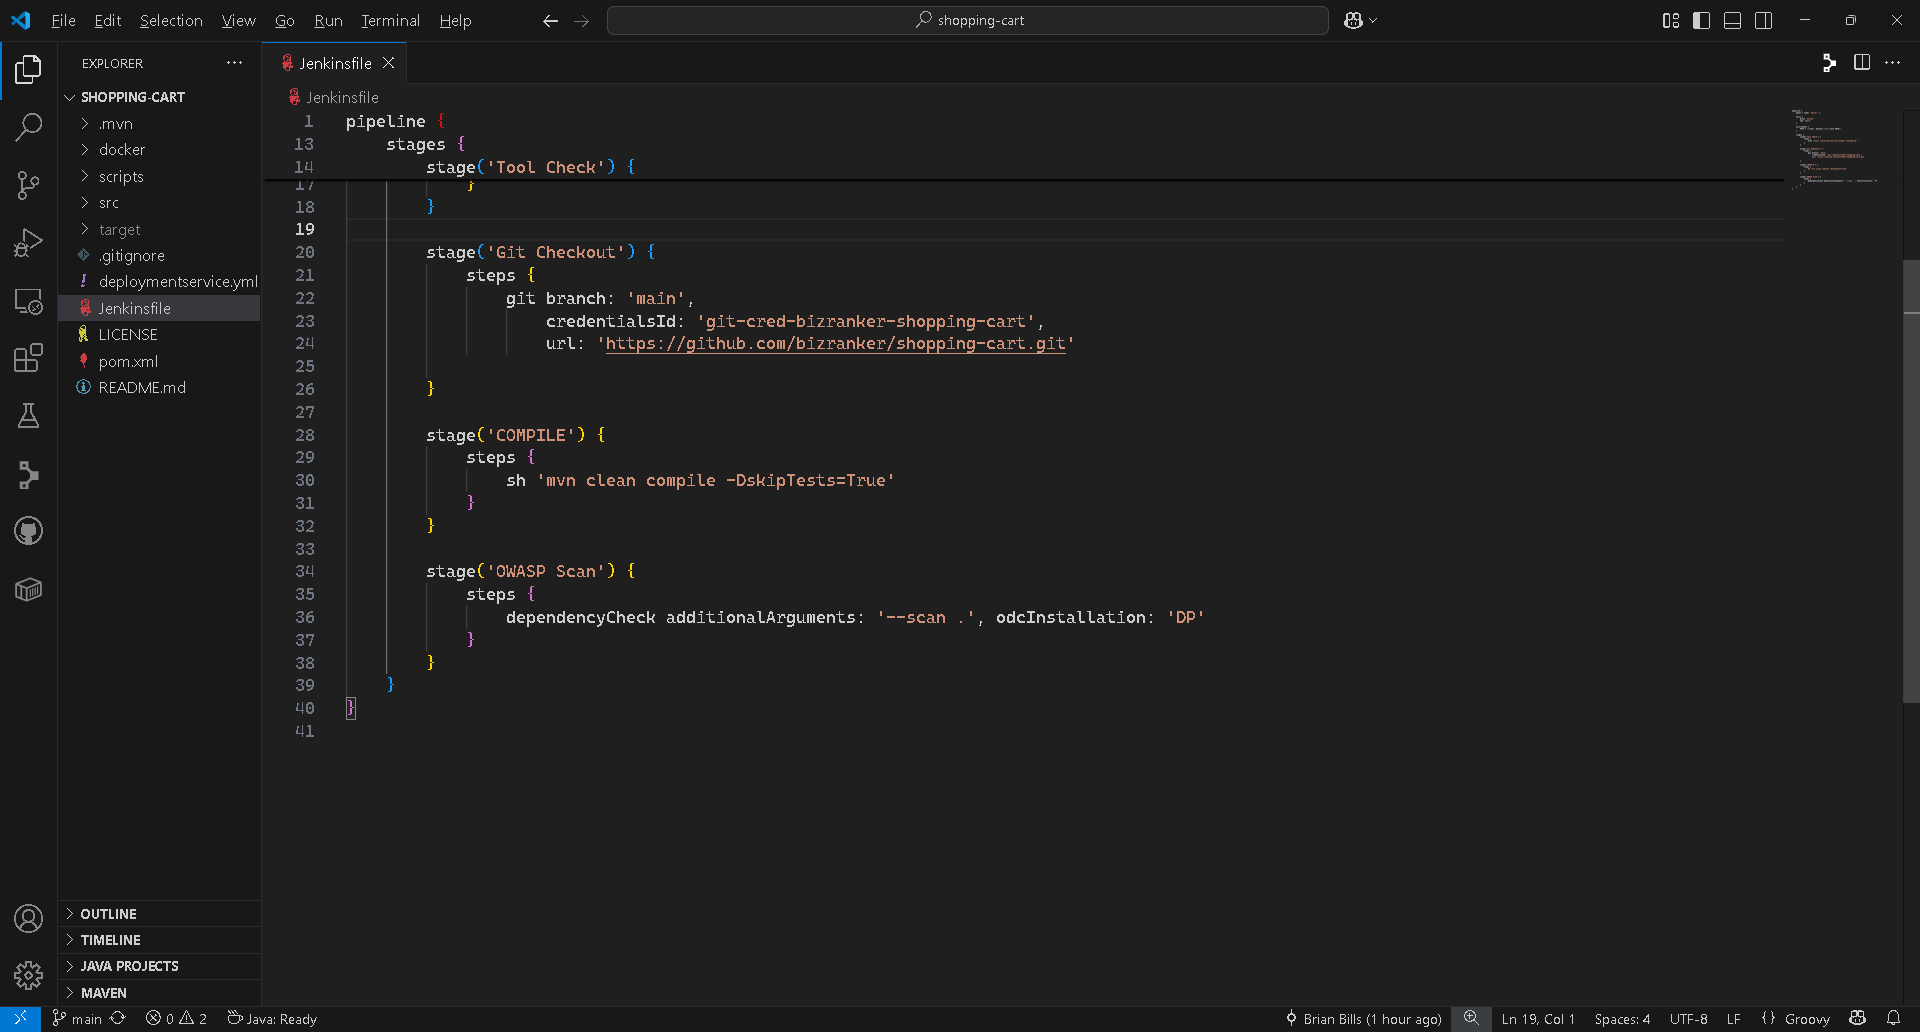 File Edit Selection View Go Run Terminal Help
shopping-cart
EXPLORER
SHOPPING-CART
.mvn
docker
scripts
src
target
.gitignore
deploymentservice.yml
Jenkinsfile
LICENSE
pom.xml
README.md
OUTLINE
TIMELINE
JAVA PROJECTS
MAVEN
Jenkinsfile
Jenkinsfile
1 pipeline {
13 stages {
14 stage('Tool Check') {
17 }
18 }
19
20 stage('Git Checkout') {
21 steps {
22 git branch: 'main',
23 credentialsId: 'git-cred-bizranker-shopping-cart',
24 url: 'https://github.com/bizranker/shopping-cart.git'
25
26 }
27
28 stage('COMPILE') {
29 steps {
30 sh 'mvn clean compile -DskipTests=True'
31 }
32 }
33
34 stage('OWASP Scan') {
35 steps {
36 dependencyCheck additionalArguments: '--scan .', odcInstallation: 'DP'
37 }
38 }
39 }
40 }
41
main 0 2 Java: Ready Brian Bills (1 hour ago) Ln 19, Col 1 Spaces: 4 UTF-8 LF {} Groovy